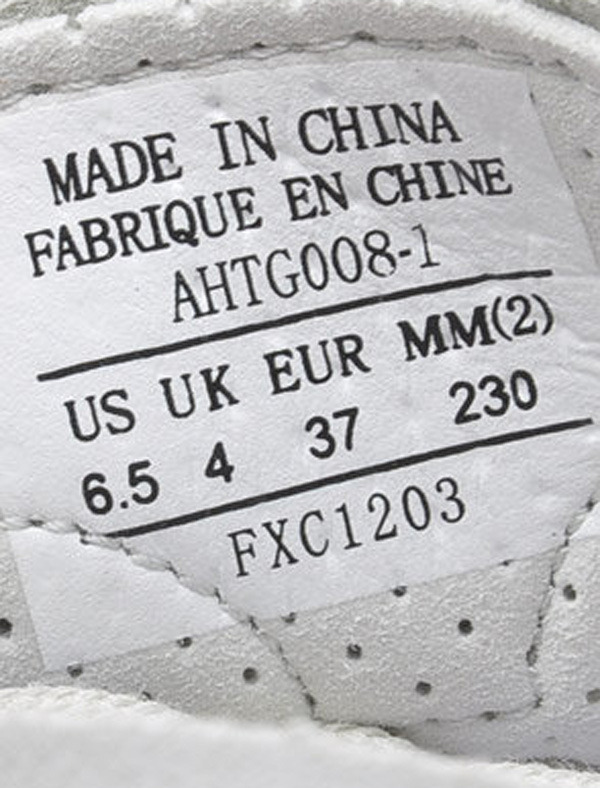 MADE IN CHINA
FABRIQUE EN CHINE
AHTG008-1
US UK EUR MM(2)
6.5 4 37 230
FXC1203